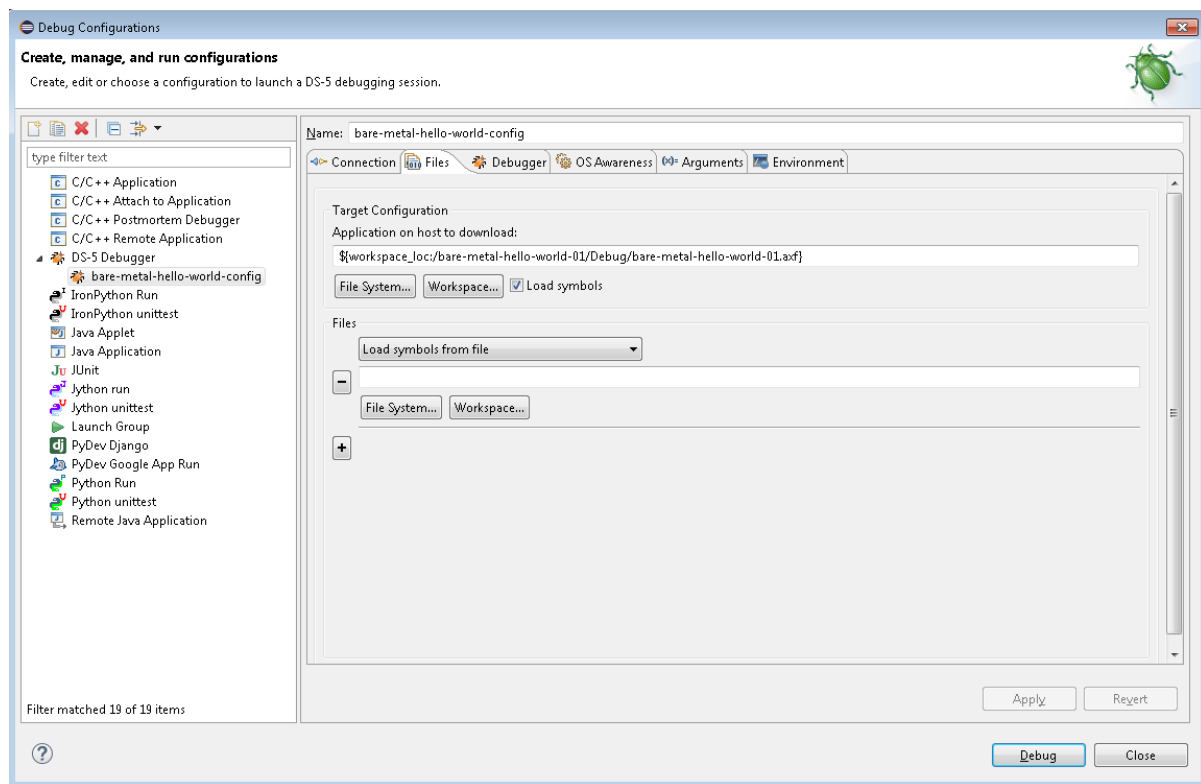 Debug Configurations
Create, manage, and run configurations
Create, edit or choose a configuration to launch a DS-5 debugging session.
type filter text
C/C++ Application
C/C++ Attach to Application
C/C++ Postmortem Debugger
C/C++ Remote Application
DS-5 Debugger
bare-metal-hello-world-config
IronPython Run
IronPython unittest
Java Applet
Java Application
JUnit
Jython run
Jython unittest
Launch Group
PyDev Django
PyDev Google App Run
Python Run
Python unittest
Remote Java Application
Filter matched 19 of 19 items
Name: bare-metal-hello-world-config
Connection Files Debugger OS Awareness Arguments Environment
Target Configuration
Application on host to download:
${workspace_loc:/bare-metal-hello-world-01/Debug/bare-metal-hello-world-01.axf}
File System... Workspace... Load symbols
Files
Load symbols from file
File System... Workspace...
Apply Revert
Debug Close